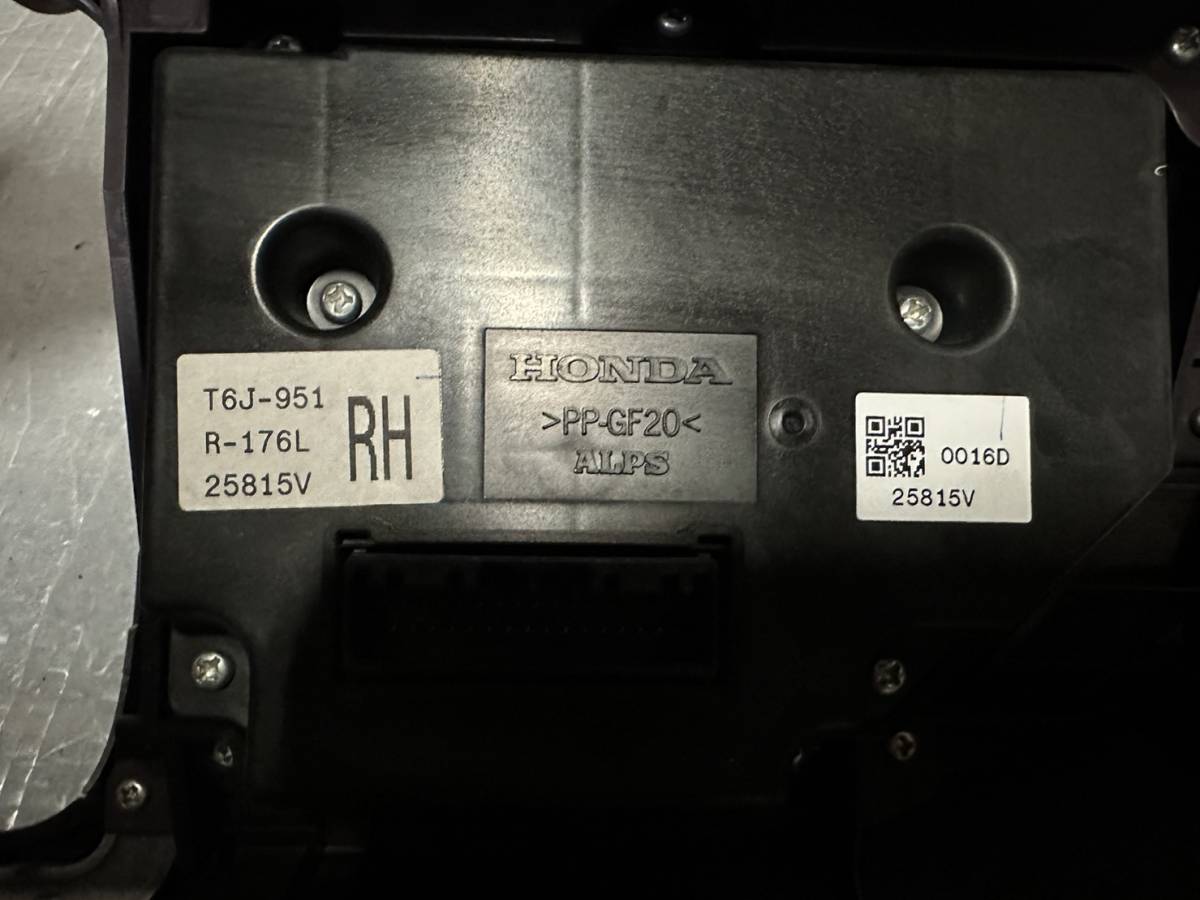 T6J-951
R-176L
25815V
RH
HONDA
>PP-GF20<
ALPS
0016D
25815V